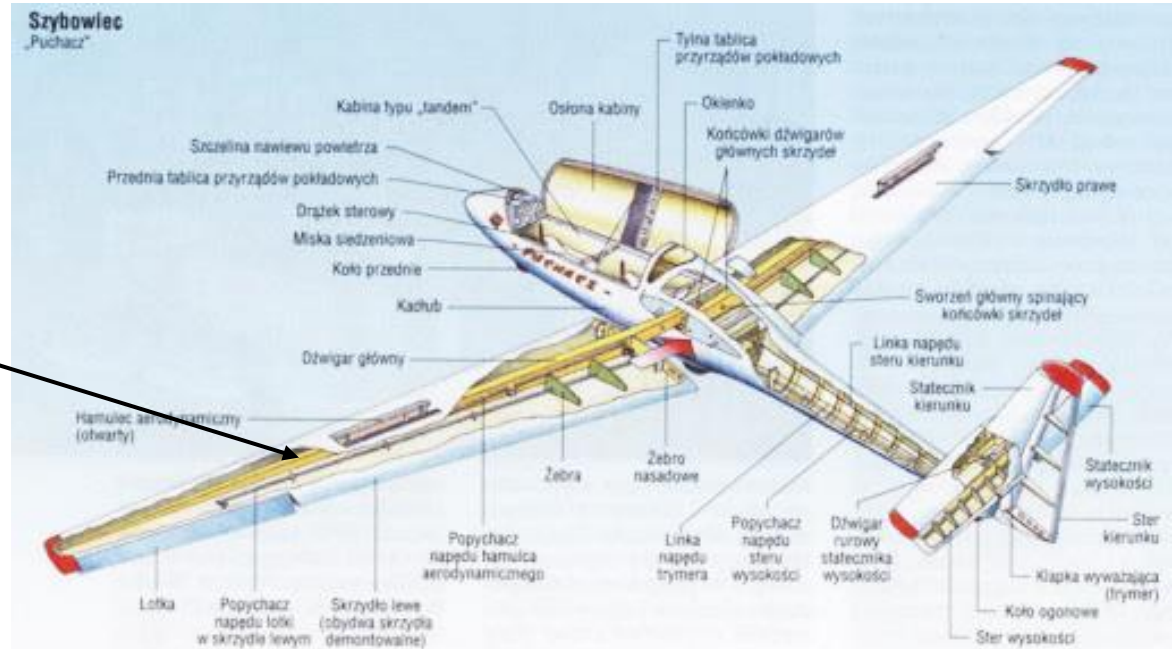 Szybowiec
„Puchacz"
Tylna tablica
przyrządów pokładowych
Kabina typu „tandem"
Osłona kabiny
Okienko
Szczelina nawiewu powietrza
Końcówki dźwigarów
głównych skrzydeł
Przednia tablica przyrządów pokładowych
Skrzydło prawe
Drążek sterowy
Miska siedzeniowa
PUCHACZ
Koło przednie
Kadłub
Sworzeń główny spinający
końcówki skrzydeł
Dźwigar główny
Linka napędu
steru kierunku
Statecznik
kierunku
Hamulec aerodynamiczny
(otwarty)
Żebra
Żebro
nasadowe
Statecznik
wysokości
Popychacz
napędu hamulca
aerodynamicznego
Linka
napędu
trymera
Popychacz
napędu
steru
wysokości
Dźwigar
rurowy
statecznika
wysokości
Ster
kierunku
Klapka wyważająca
(trymer)
Lotka
Popychacz
napędu lotki
w skrzydle lewym
Skrzydło lewe
(obydwa skrzydła
demontowalne)
Koło ogonowe
Ster wysokości